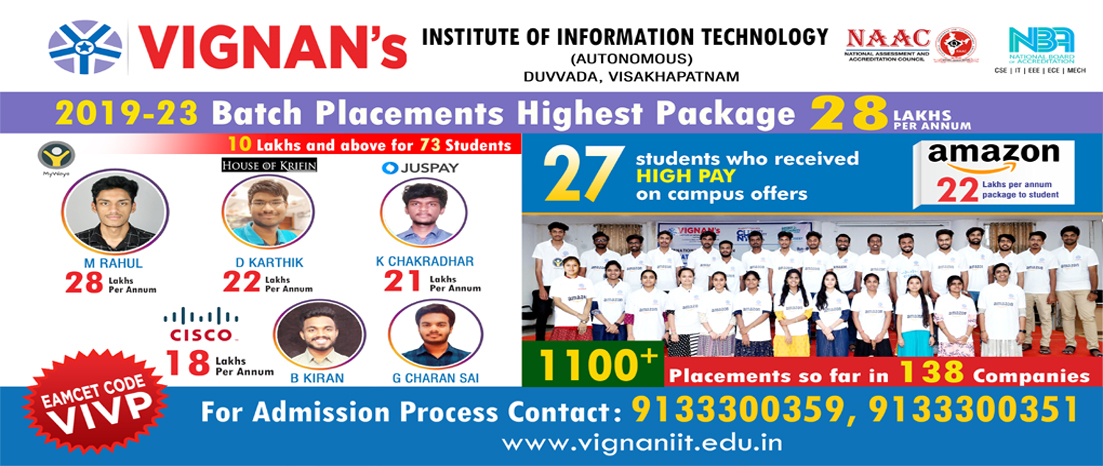 VIGNAN's
INSTITUTE OF INFORMATION TECHNOLOGY
(AUTONOMOUS)
DUVVADA, VISAKHAPATNAM
NAAC
NATIONAL ASSESSMENT AND
ACCREDITATION COUNCIL
NBA
NATIONAL BOARD
OF ACCREDITATION
CSE | IT | EEE | ECE | MECH
2019-23 Batch Placements Highest Package 28 LAKHS PER ANNUM
10 Lakhs and above for 73 Students
MyWays
M RAHUL
28 Lakhs Per Annum
HOUSE OF KRIFIN
D KARTHIK
22 Lakhs Per Annum
JUSPAY
K CHAKRADHAR
21 Lakhs Per Annum
CISCO
18 Lakhs Per Annum
B KIRAN
G CHARAN SAI
27 students who received
HIGH PAY
on campus offers
amazon
22 Lakhs per annum
package to student
VIGNAN's
1100+
Placements so far in 138 Companies
EAMCET CODE
VIVP
For Admission Process Contact: 9133300359, 9133300351
www.vignaniit.edu.in